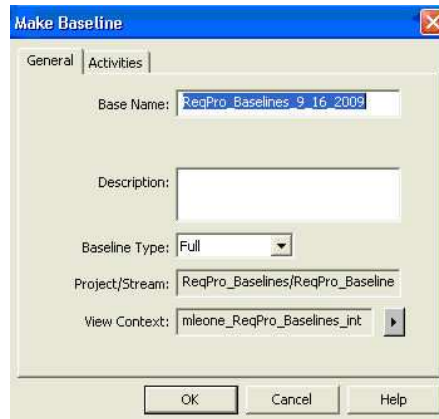 Make Baseline
General Activities
Base Name: ReqPro_Baselines_9_16_2009
Description:
Baseline Type: Full
Project/Stream: ReqPro_Baselines/ReqPro_Baseline
View Context: mleone_ReqPro_Baselines_int
OK Cancel Help